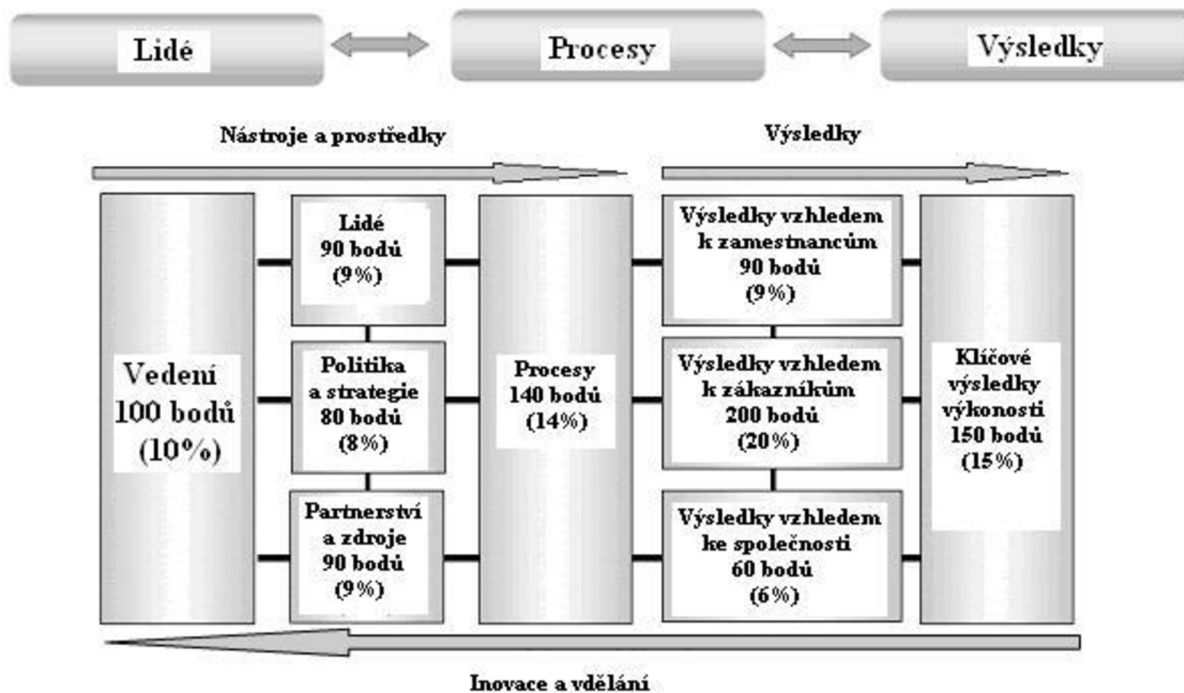 Lidé
Procesy
Výsledky
Nástroje a prostředky
Výsledky
Vedení
100 bodů
(10%)
Lidé
90 bodů
(9%)
Politika
a strategie
80 bodů
(8%)
Partnerství
a zdroje
90 bodů
(9%)
Procesy
140 bodů
(14%)
Výsledky vzhledem
k zamestnancům
90 bodů
(9%)
Výsledky vzhledem
k zákazníkům
200 bodů
(20%)
Výsledky vzhledem
ke společnosti
60 bodů
(6%)
Klíčové
výsledky
výkonosti
150 bodů
(15%)
Inovace a vdělání